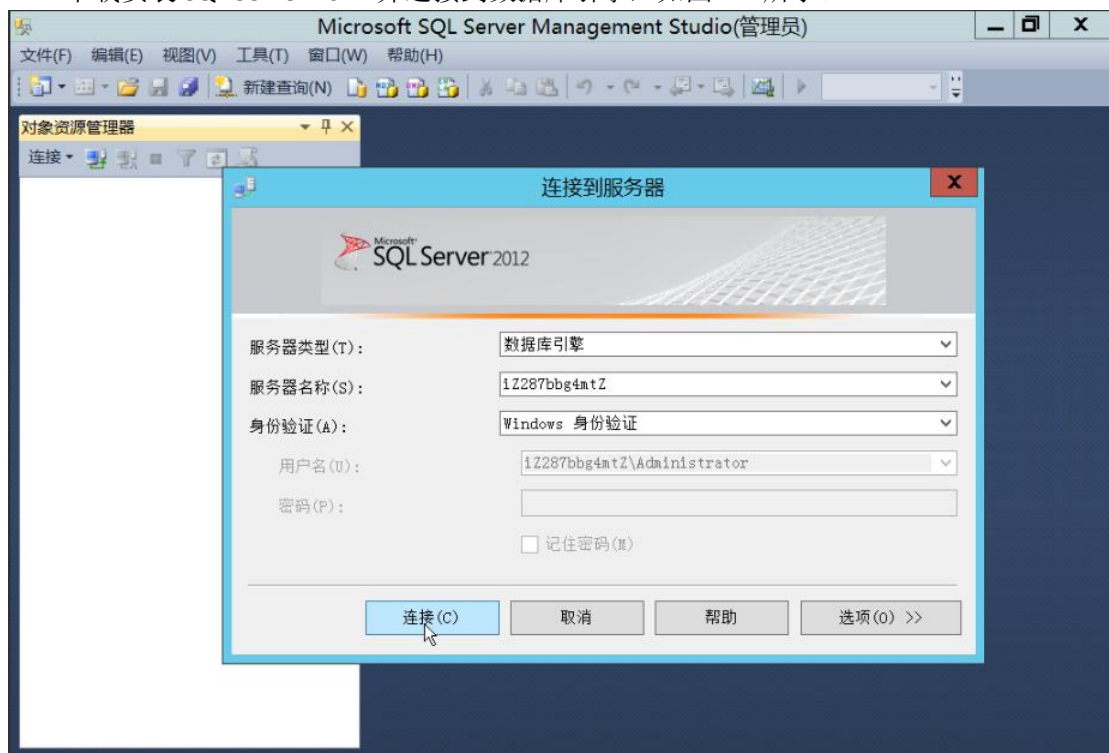 Microsoft SQL Server Management Studio(管理员)
文件(F) 编辑(E) 视图(V) 工具(T) 窗口(W) 帮助(H)
新建查询(N)
对象资源管理器
连接
连接到服务器
Microsoft
SQL Server 2012
服务器类型(T): 数据库引擎
服务器名称(S): iZ287bbg4mtZ
身份验证(A): Windows 身份验证
用户名(U): iZ287bbg4mtZ\Administrator
密码(P):
记住密码(M)
连接(C) 取消 帮助 选项(O) >>